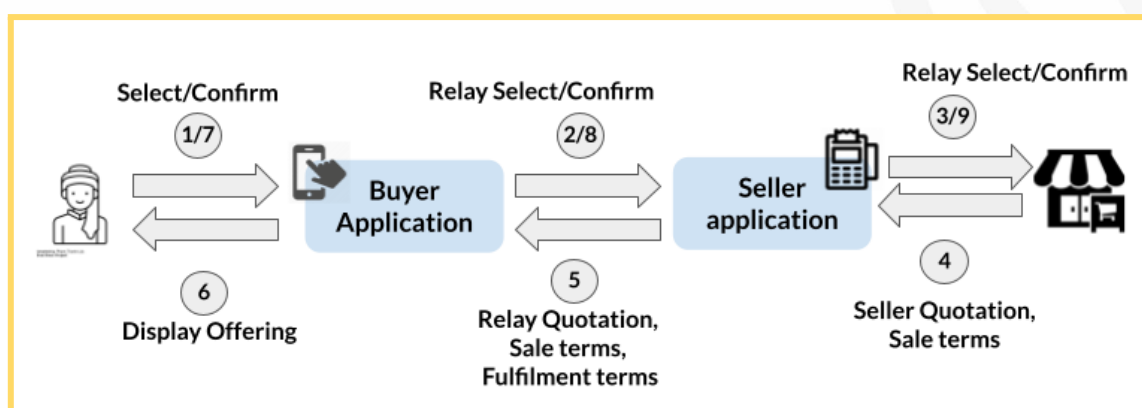 Select/Confirm
1/7
Relay Select/Confirm
2/8
Relay Select/Confirm
3/9
Buyer
Application
Seller
application
6
Display Offering
5
Relay Quotation,
Sale terms,
Fulfilment terms
4
Seller Quotation,
Sale terms